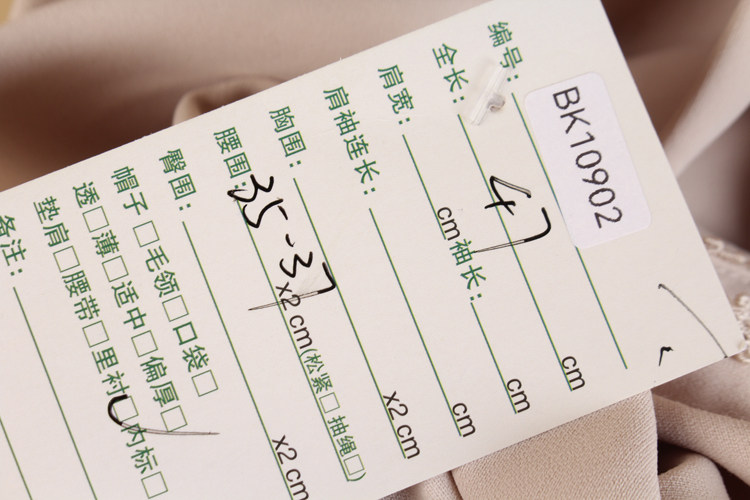 编号: BK10902
全长: 47 cm
肩宽: cm 袖长: cm
肩袖连长: cm
胸围: x2 cm
腰围: 35-37 x2 cm (松紧□ 抽绳□)
臀围: x2 cm
帽子□毛领□口袋□
透□薄□适中□偏厚□
垫肩□腰带□里衬□内标□
备注: